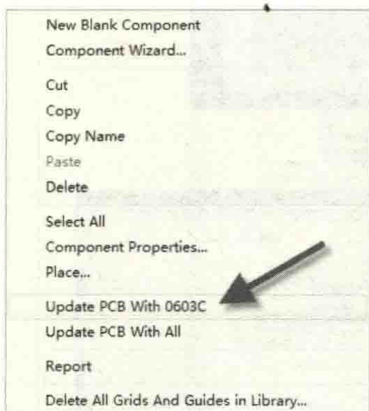 New Blank Component
Component Wizard...
Cut
Copy
Copy Name
Paste
Delete
Select All
Component Properties...
Place...
Update PCB With 0603C
Update PCB With All
Report
Delete All Grids And Guides in Library...